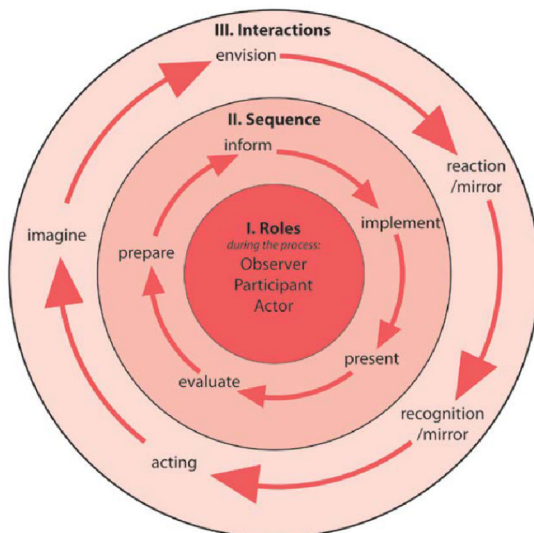 III. Interactions
envision
reaction
/mirror
recognition
/mirror
acting
imagine
II. Sequence
inform
implement
present
evaluate
prepare
I. Roles
during the process:
Observer
Participant
Actor